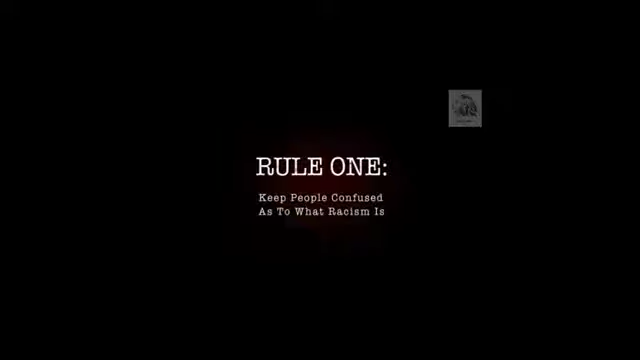 RULE ONE:
Keep People Confused
As To What Racism Is